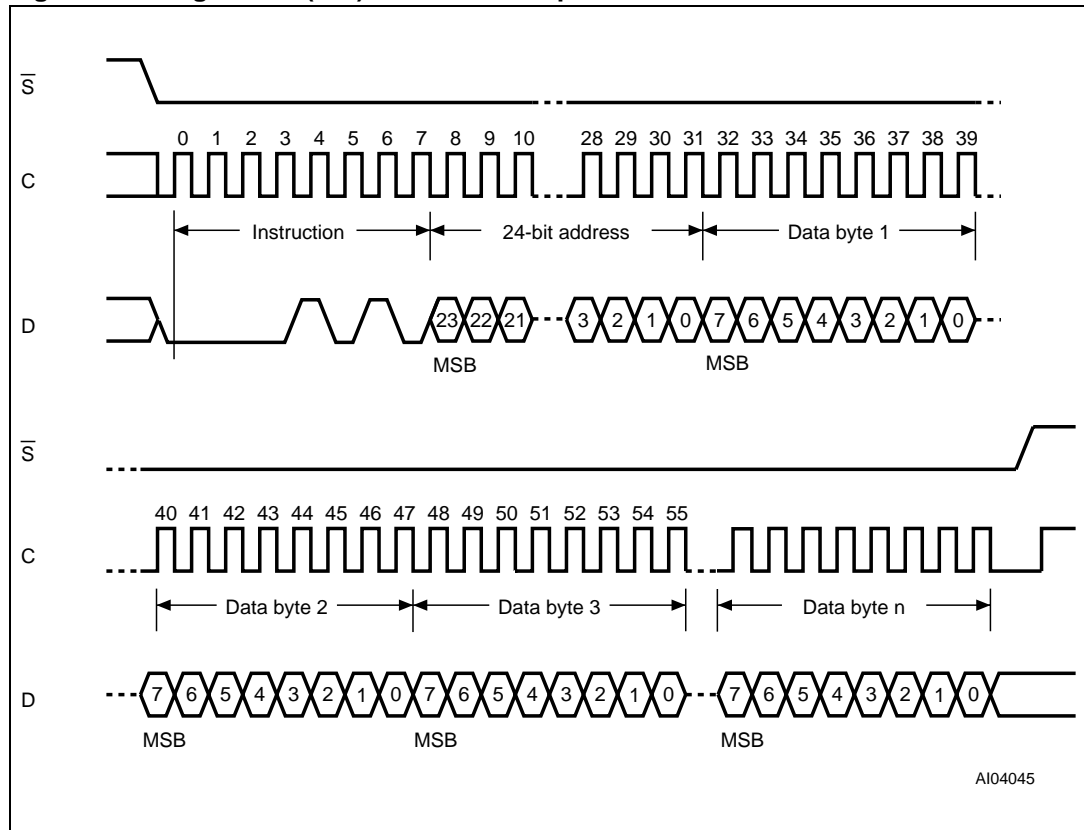 S
0 1 2 3 4 5 6 7 8 9 10 28 29 30 31 32 33 34 35 36 37 38 39
C
Instruction 24-bit address Data byte 1
D 23 22 21 3 2 1 0 7 6 5 4 3 2 1 0
MSB MSB
S
40 41 42 43 44 45 46 47 48 49 50 51 52 53 54 55
C
Data byte 2 Data byte 3 Data byte n
D 7 6 5 4 3 2 1 0 7 6 5 4 3 2 1 0 7 6 5 4 3 2 1 0
MSB MSB MSB
AI04045